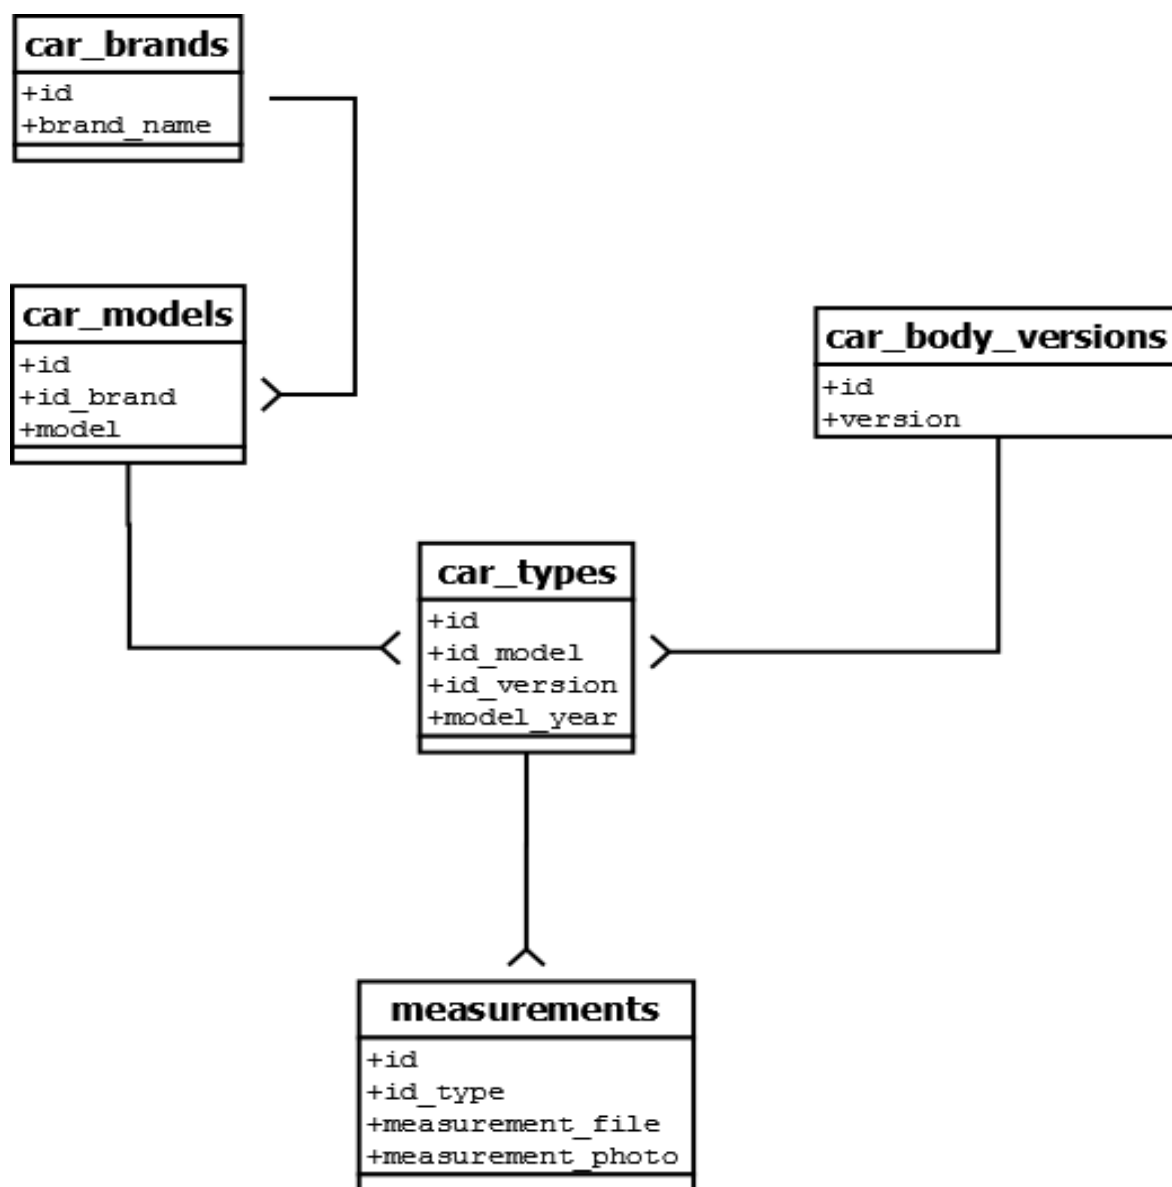 car_brands
+id
+brand_name
car_models
+id
+id_brand
+model
car_body_versions
+id
+version
car_types
+id
+id_model
+id_version
+model_year
measurements
+id
+id_type
+measurement_file
+measurement_photo